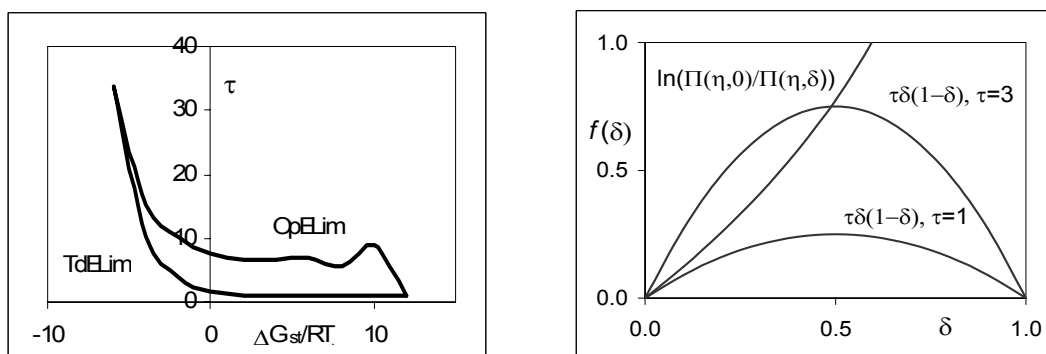 40
τ
30
20
10
0
OpELim
TdELim
-10 0 10
ΔGst/RT.
1.0
ln(Π(η,0)/Π(η,δ))
τδ(1−δ), τ=3
f(δ)
0.5
τδ(1−δ), τ=1
0.0
0.0 0.5 δ 1.0